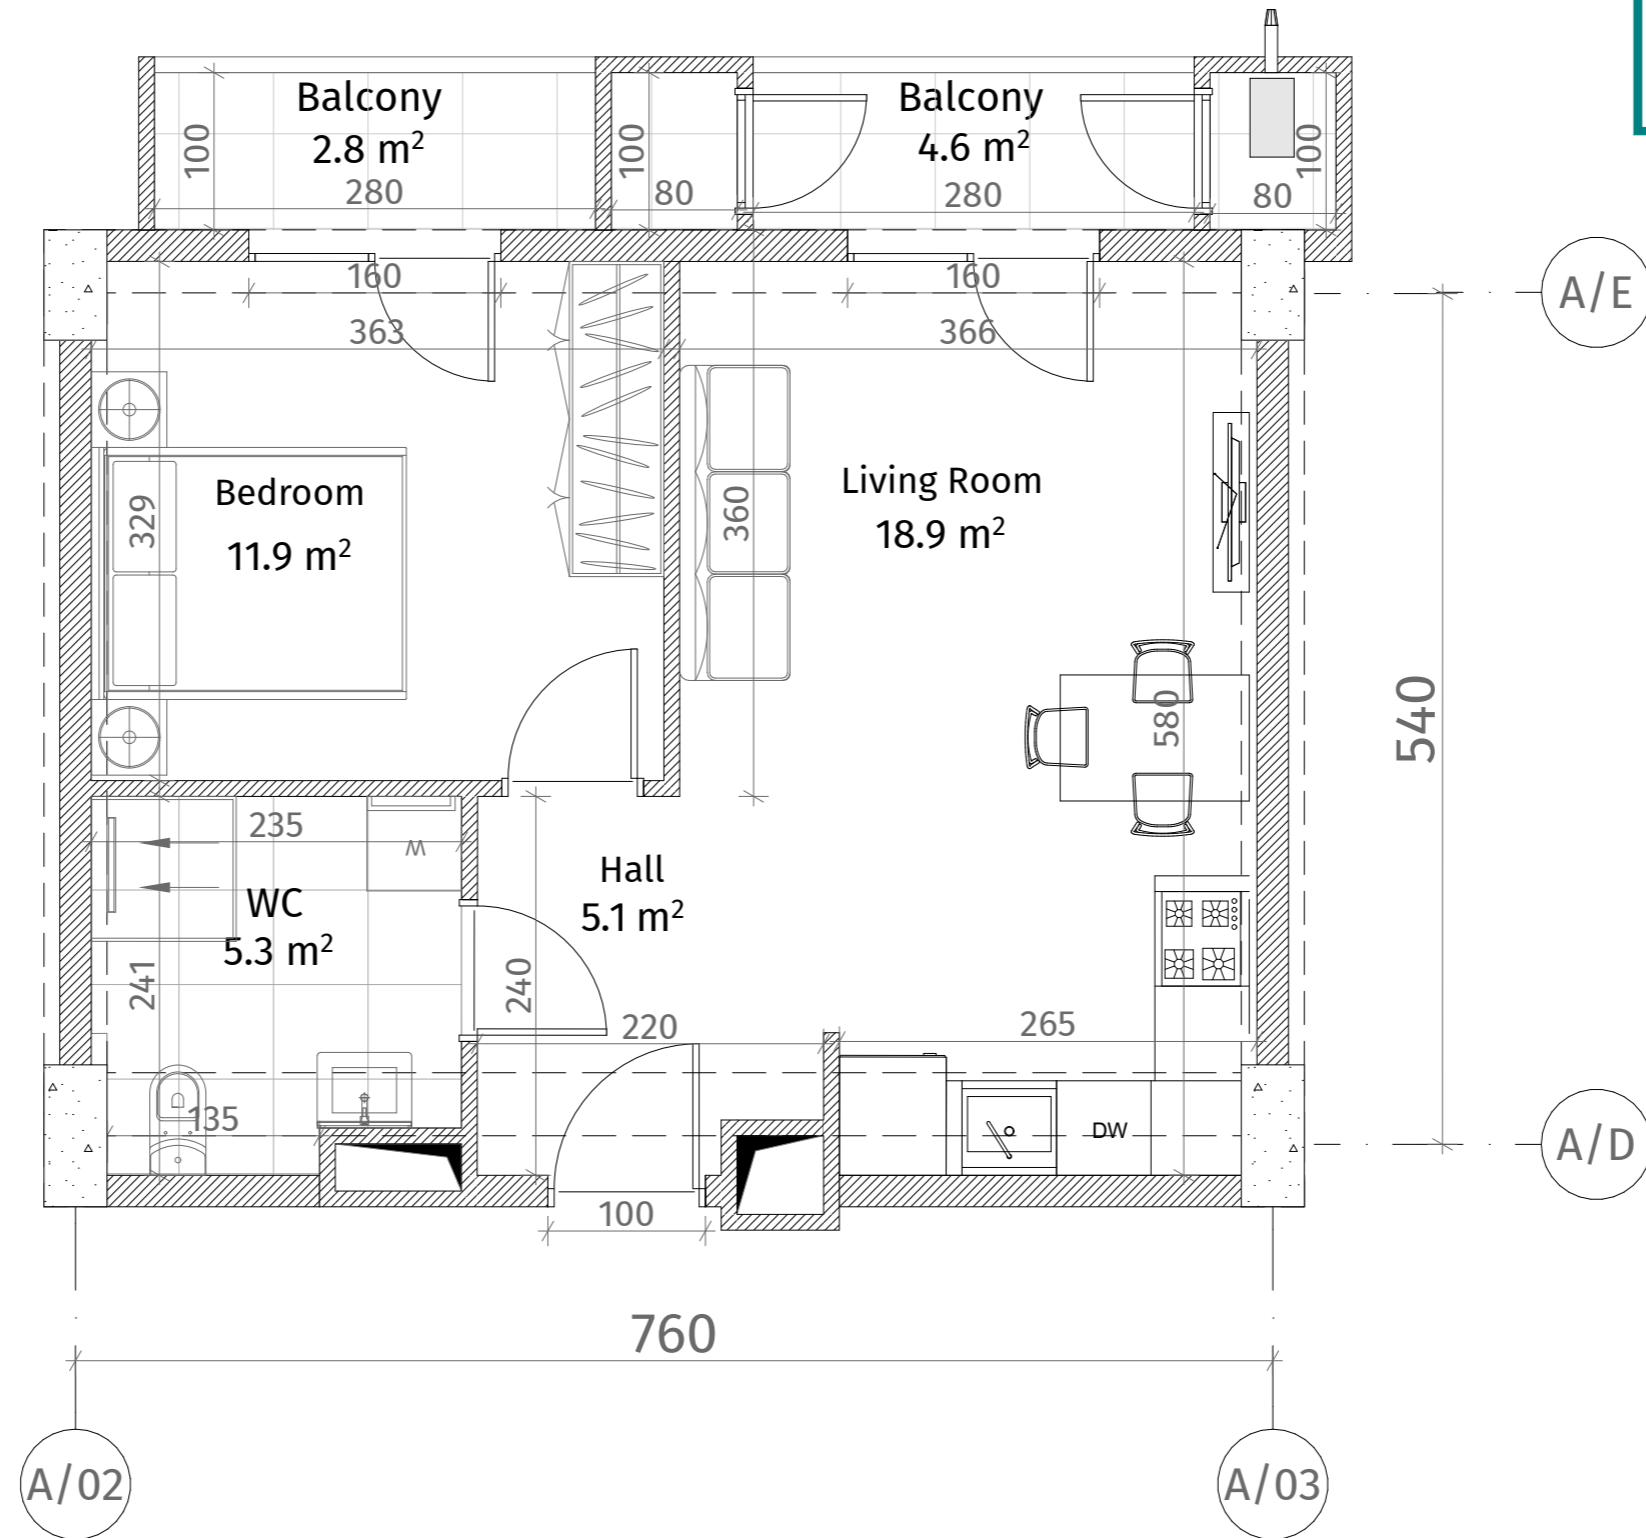 Balcony
2.8 m²
100
280
100
80
Balcony
4.6 m²
280
100
80
160
160
363
366
A/E
Bedroom
11.9 m²
329
360
Living Room
18.9 m²
580
540
235
W
WC
5.3 m²
241
Hall
5.1 m²
240
220
265
135
DW
A/D
100
760
A/02
A/03